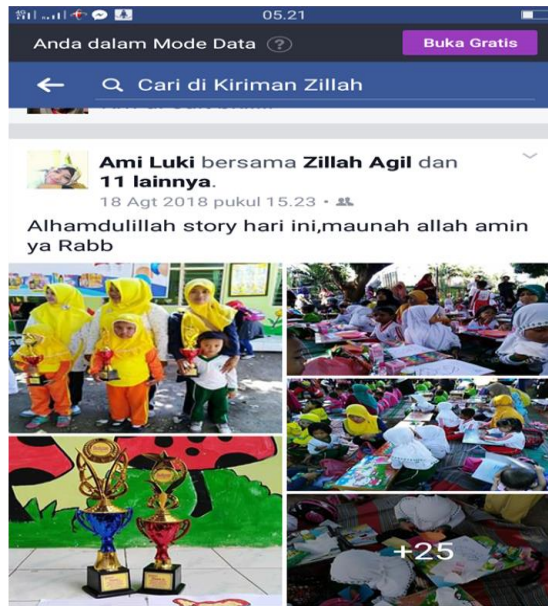 05.21
Anda dalam Mode Data ?
Buka Gratis
Cari di Kiriman Zillah
Ami Luki bersama Zillah Agil dan
11 lainnya.
18 Agt 2018 pukul 15.23 •
Alhamdulillah story hari ini,maunah allah amin
ya Rabb
+25